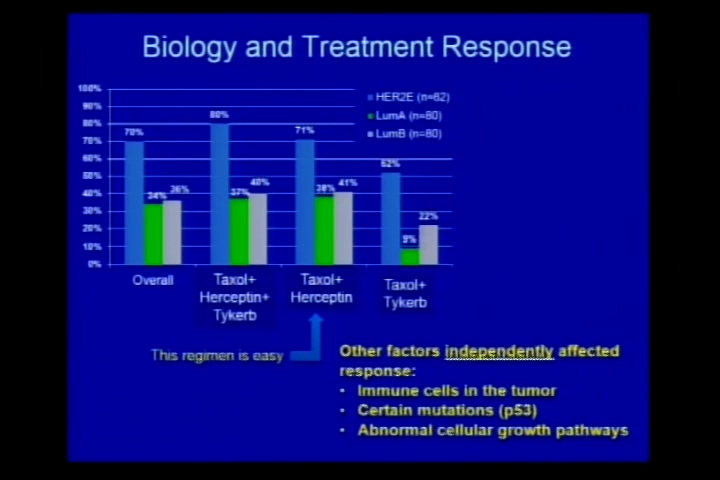 Biology and Treatment Response
100%
90%
80%
70%
60%
50%
40%
30%
20%
10%
0%
HER2E (n=62)
LumA (n=80)
LumB (n=80)
70%
34%
36%
80%
37%
40%
71%
38%
41%
52%
9%
22%
Overall
Taxol+
Herceptin+
Tykerb
Taxol+
Herceptin
Taxol+
Tykerb
This regimen is easy
Other factors independently affected
response:
• Immune cells in the tumor
• Certain mutations (p53)
• Abnormal cellular growth pathways